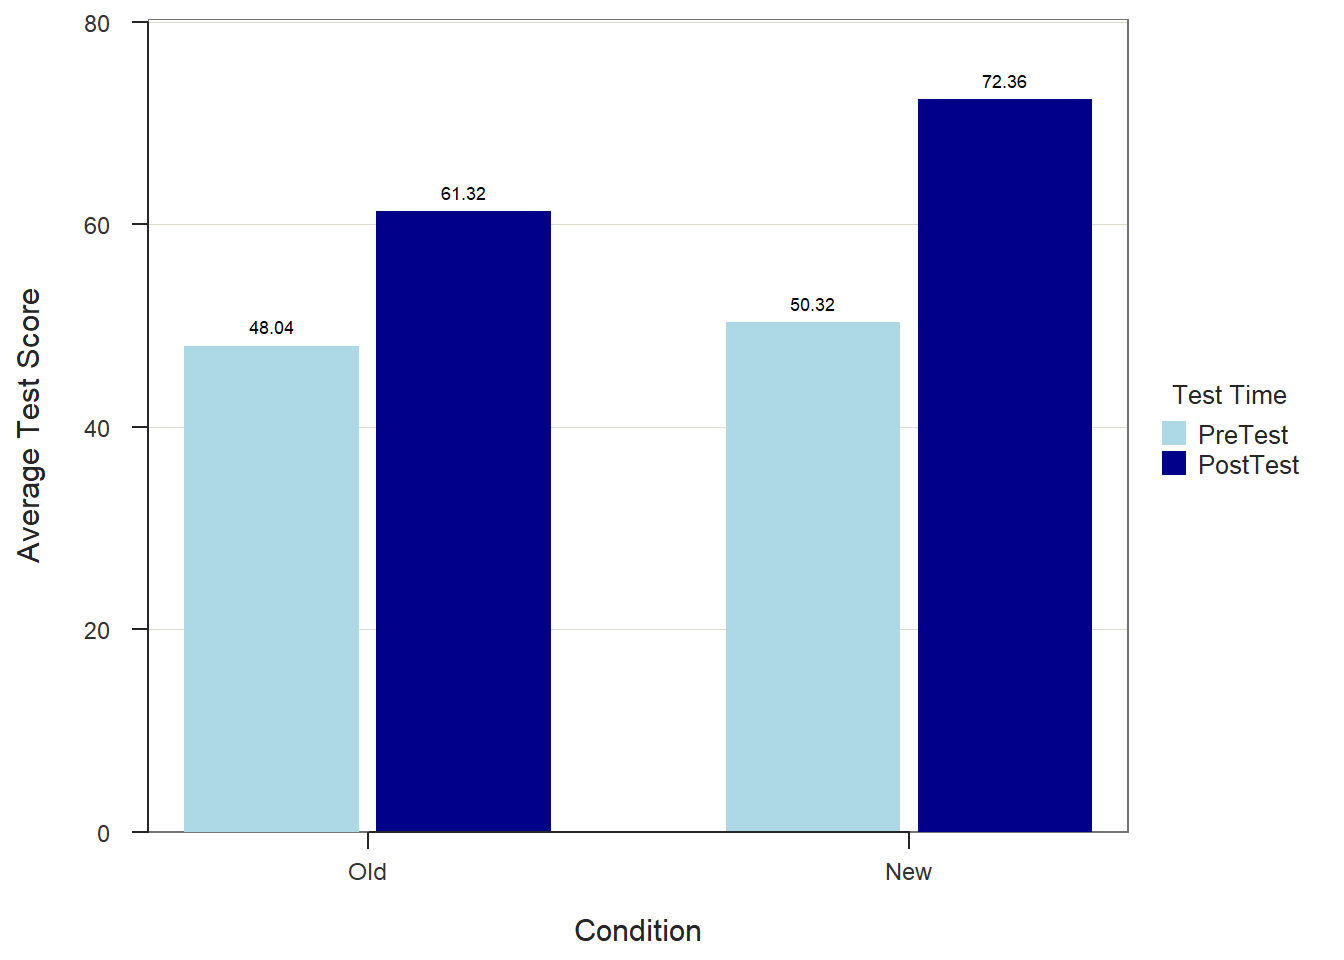 80
60
40
20
0
Average Test Score
48.04
61.32
50.32
72.36
Old
New
Condition
Test Time
PreTest
PostTest